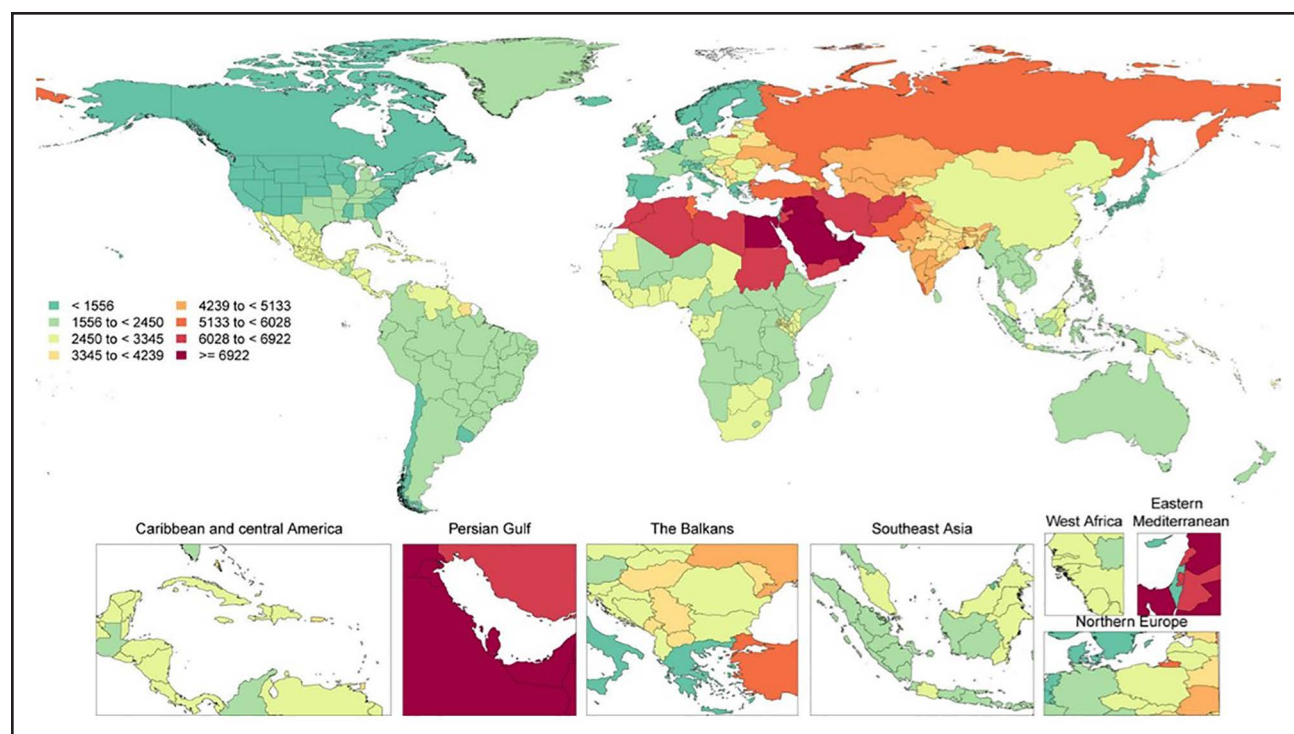 < 1556
1556 to < 2450
2450 to < 3345
3345 to < 4239
4239 to < 5133
5133 to < 6028
6028 to < 6922
>= 6922
Caribbean and central America
Persian Gulf
The Balkans
Southeast Asia
West Africa
Eastern
Mediterranean
Northern Europe